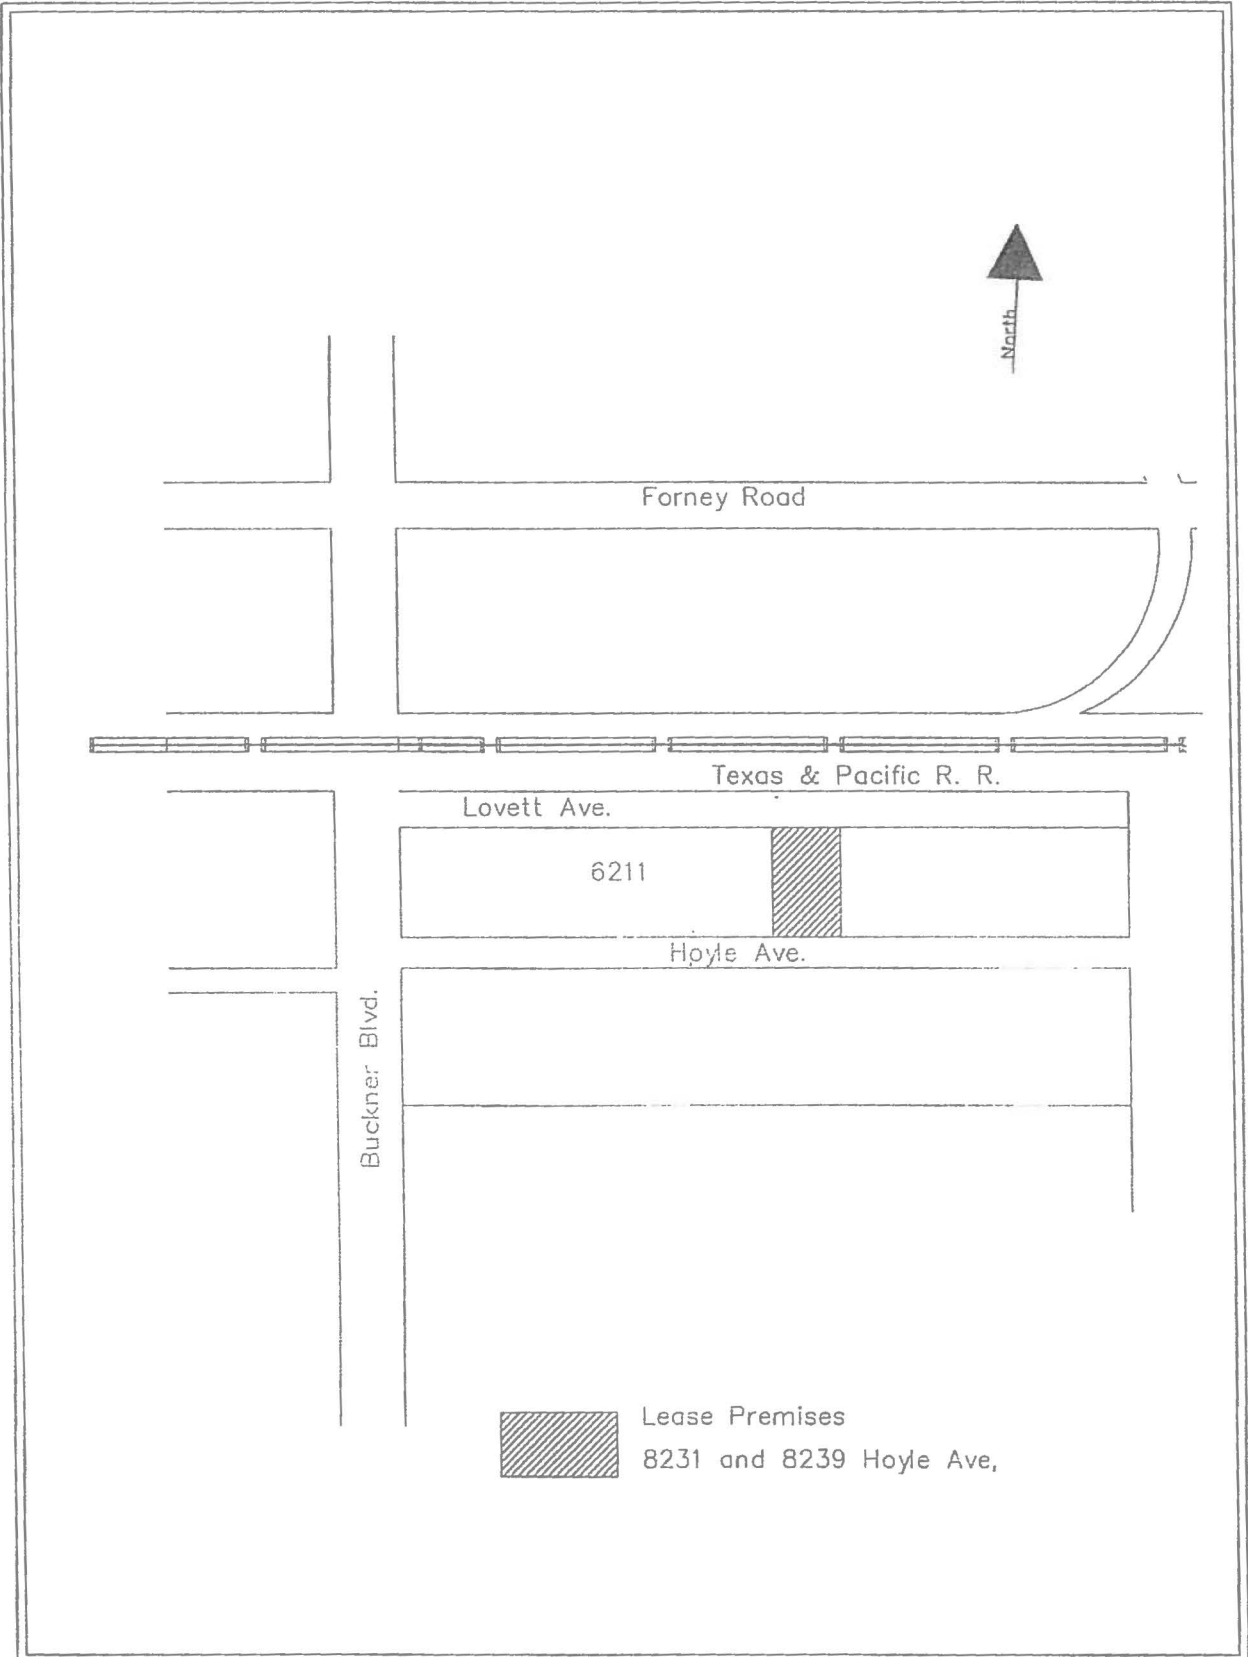 North
Forney Road
Texas & Pacific R. R.
Lovett Ave.
6211
Hoyle Ave.
Buckner Blvd.
Lease Premises
8231 and 8239 Hoyle Ave,